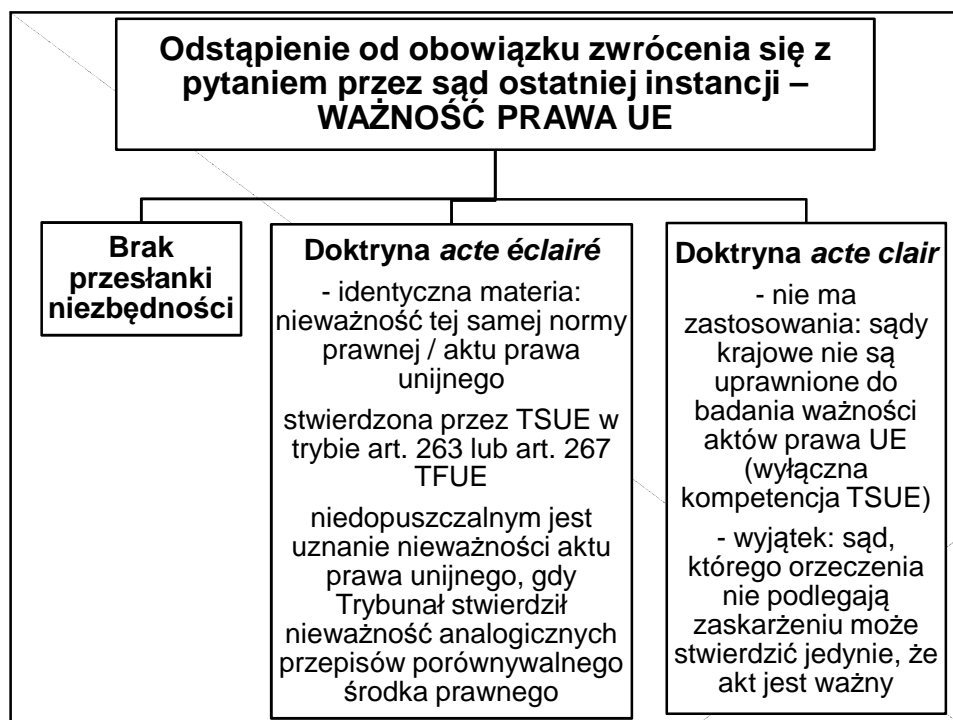 Odstąpienie od obowiązku zwrócenia się z
pytaniem przez sąd ostatniej instancji –
WAŻNOŚĆ PRAWA UE
Brak
przesłanki
niezbędności
Doktryna acte éclairé
- identyczna materia:
nieważność tej samej normy
prawnej / aktu prawa
unijnego
stwierdzona przez TSUE w
trybie art. 263 lub art. 267
TFUE
niedopuszczalnym jest
uznanie nieważności aktu
prawa unijnego, gdy
Trybunał stwierdził
nieważność analogicznych
przepisów porównywalnego
środka prawnego
Doktryna acte clair
- nie ma
zastosowania: sądy
krajowe nie są
uprawnione do
badania ważności
aktów prawa UE
(wyłączna
kompetencja TSUE)
- wyjątek: sąd,
którego orzeczenia
nie podlegają
zaskarżeniu może
stwierdzić jedynie, że
akt jest ważny